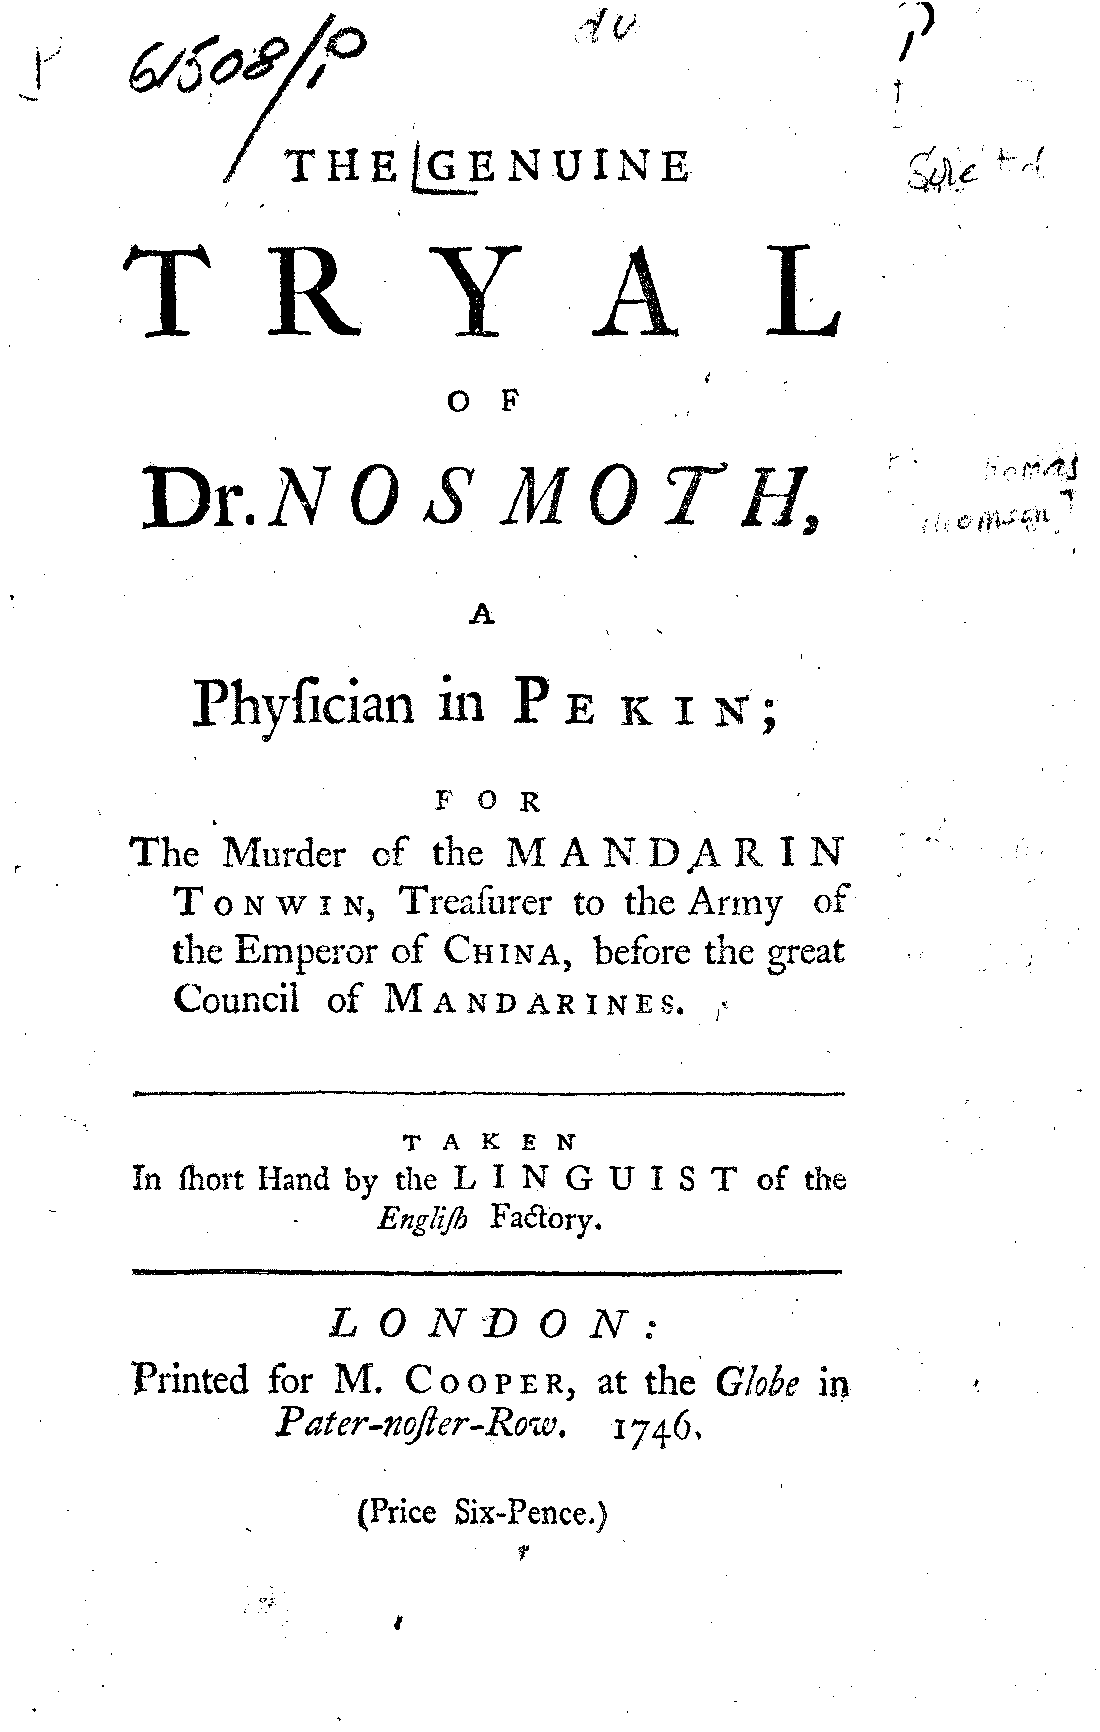 61508/P
THE GENUINE
TRYAL
OF
Dr. NOSMOTH,
A
Phyſician in PEKIN;
FOR
The Murder of the MANDARIN
TONWIN, Treaſurer to the Army of
the Emperor of CHINA, before the great
Council of MANDARINES.
TAKEN
In ſhort Hand by the LINGUIST of the
Engliſh Factory.
LONDON:
Printed for M. COOPER, at the Globe in
Pater-noſter-Row. 1746.
(Price Six-Pence.)